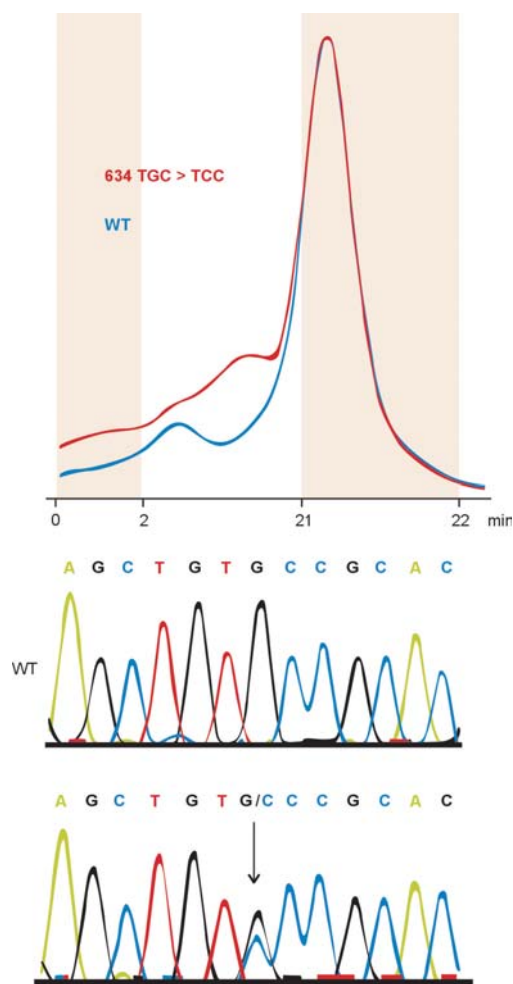 634 TGC > TCC
WT
0 2 21 22 min
A G C T G T G C C G C A C
WT
A G C T G T G/C C C G C A C